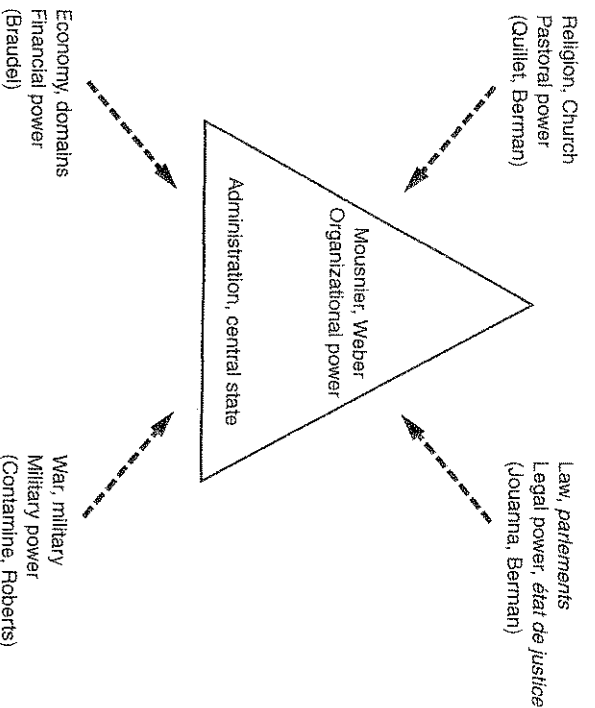 Religion, Church
Pastoral power
(Quillet, Berman)
Law, parlements
Legal power, état de justice
(Jouanna, Berman)
Mousnier, Weber
Organizational power
Administration, central state
Economy, domains
Financial power
(Braudel)
War, military
Military power
(Contamine, Roberts)